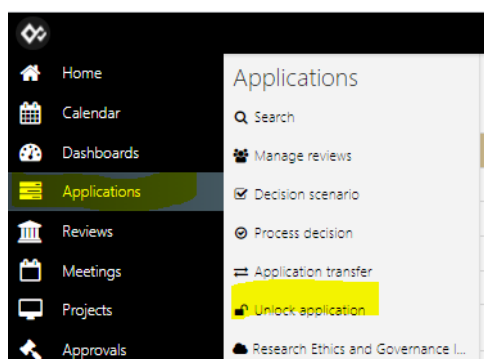 Home
Calendar
Dashboards
Applications
Reviews
Meetings
Projects
Approvals
Applications
Search
Manage reviews
Decision scenario
Process decision
Application transfer
Unlock application
Research Ethics and Governance I...